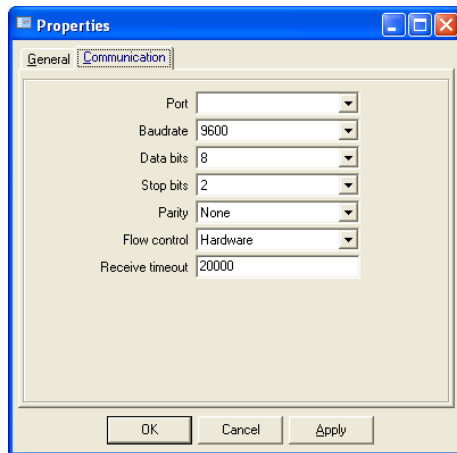 Properties
General Communication
Port
Baudrate 9600
Data bits 8
Stop bits 2
Parity None
Flow control Hardware
Receive timeout 20000
OK Cancel Apply